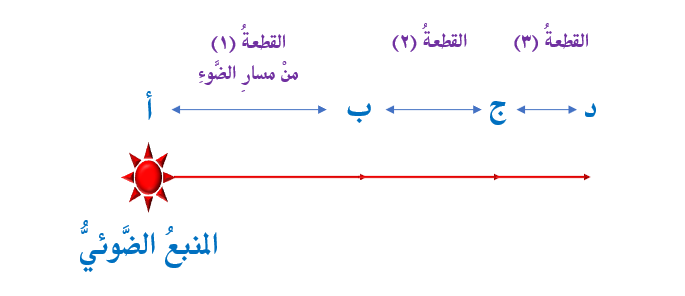 القطعةُ (١)
منْ مسارِ الضَّوءِ
القطعةُ (٢)
القطعةُ (٣)
أ
ب
ج
د
المنبعُ الضَّوئيُّ